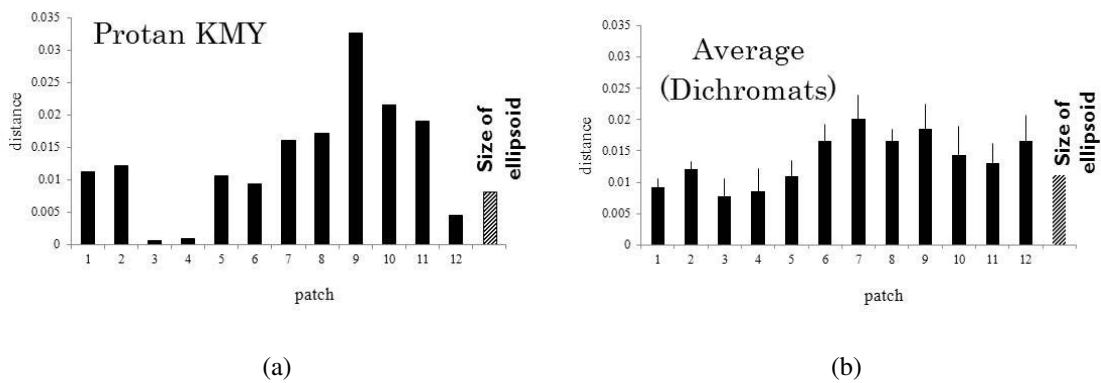 Protan KMY
distance
0.035
0.03
0.025
0.02
0.015
0.01
0.005
0
1 2 3 4 5 6 7 8 9 10 11 12
patch
Size of
ellipsoid
(a)
Average
(Dichromats)
distance
0.035
0.03
0.025
0.02
0.015
0.01
0.005
0
1 2 3 4 5 6 7 8 9 10 11 12
patch
Size of
ellipsoid
(b)